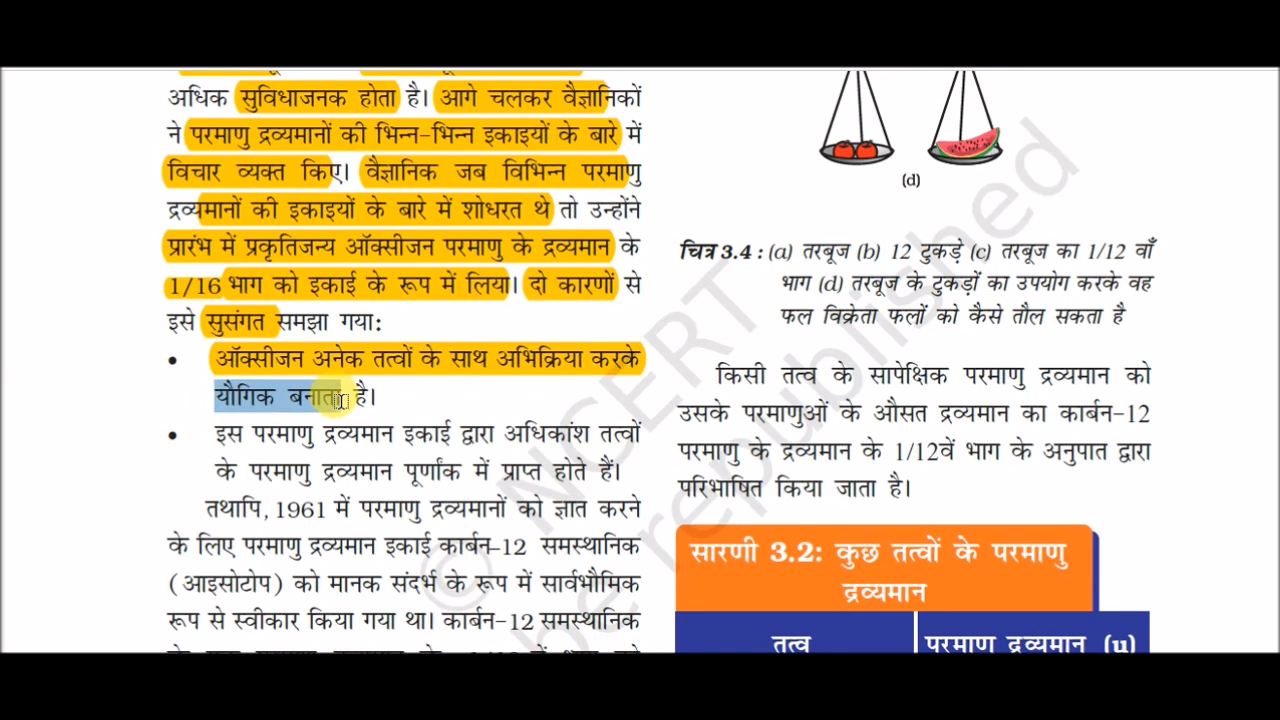 अधिक सुविधाजनक होता है। आगे चलकर वैज्ञानिकों
ने परमाणु द्रव्यमानों की भिन्न-भिन्न इकाइयों के बारे में
विचार व्यक्त किए। वैज्ञानिक जब विभिन्न परमाणु
द्रव्यमानों की इकाइयों के बारे में शोधरत थे तो उन्होंने
प्रारंभ में प्रकृतिजन्य ऑक्सीजन परमाणु के द्रव्यमान के
1/16 भाग को इकाई के रूप में लिया। दो कारणों से
इसे सुसंगत समझा गया:
• ऑक्सीजन अनेक तत्वों के साथ अभिक्रिया करके
यौगिक बनाता है।
• इस परमाणु द्रव्यमान इकाई द्वारा अधिकांश तत्वों
के परमाणु द्रव्यमान पूर्णांक में प्राप्त होते हैं।
तथापि, 1961 में परमाणु द्रव्यमानों को ज्ञात करने
के लिए परमाणु द्रव्यमान इकाई कार्बन-12 समस्थानिक
(आइसोटोप) को मानक संदर्भ के रूप में सार्वभौमिक
रूप से स्वीकार किया गया था। कार्बन-12 समस्थानिक
(d)
चित्र 3.4 : (a) तरबूज (b) 12 टुकड़े (c) तरबूज का 1/12 वाँ
भाग (d) तरबूज के टुकड़ों का उपयोग करके वह
फल विक्रेता फलों को कैसे तौल सकता है
किसी तत्व के सापेक्षिक परमाणु द्रव्यमान को
उसके परमाणुओं के औसत द्रव्यमान का कार्बन-12
परमाणु के द्रव्यमान के 1/12वें भाग के अनुपात द्वारा
परिभाषित किया जाता है।
सारणी 3.2: कुछ तत्वों के परमाणु
द्रव्यमान
तत्व
परमाणु द्रव्यमान (u)
© NCERT
be republished